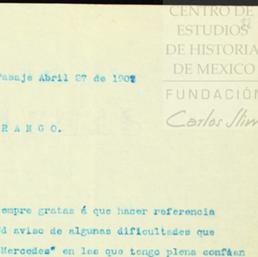 CENTRO DE
ESTUDIOS
DE HISTORIA
DE MEXICO
FUNDACIÓN
Carlos Slim
Pasaje Abril 27 de 1907
RANGO.
empre gratas á que hacer referencia
d aviso de algunas dificultades que
Mercedes" en las que tengo plena confian